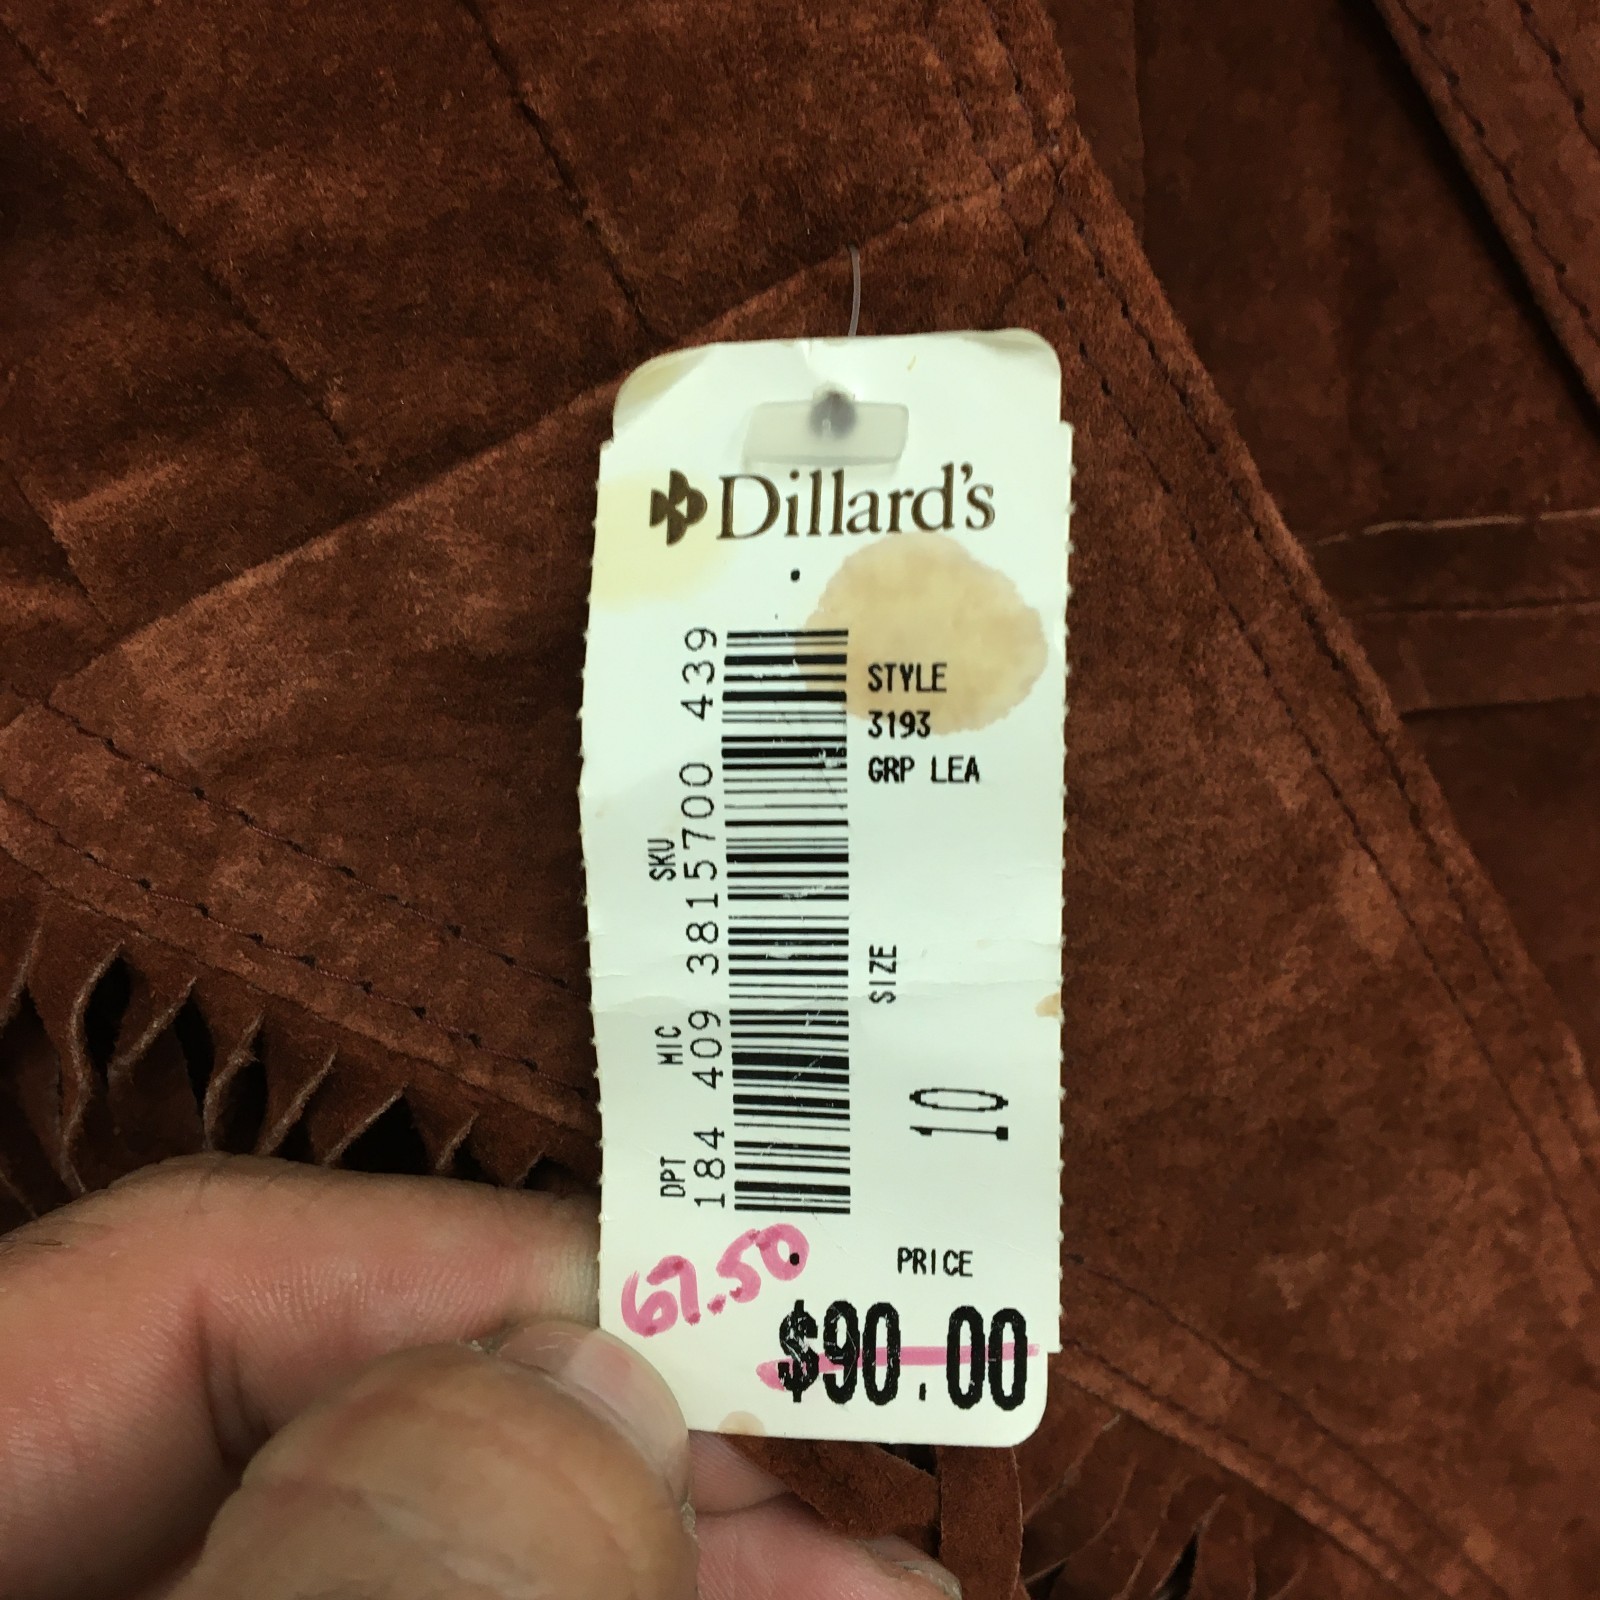 Dillard's
STYLE
3193
GRP LEA
DPT MIC SKU
184 409 3815700 439
SIZE
10
67.50
PRICE
$90.00